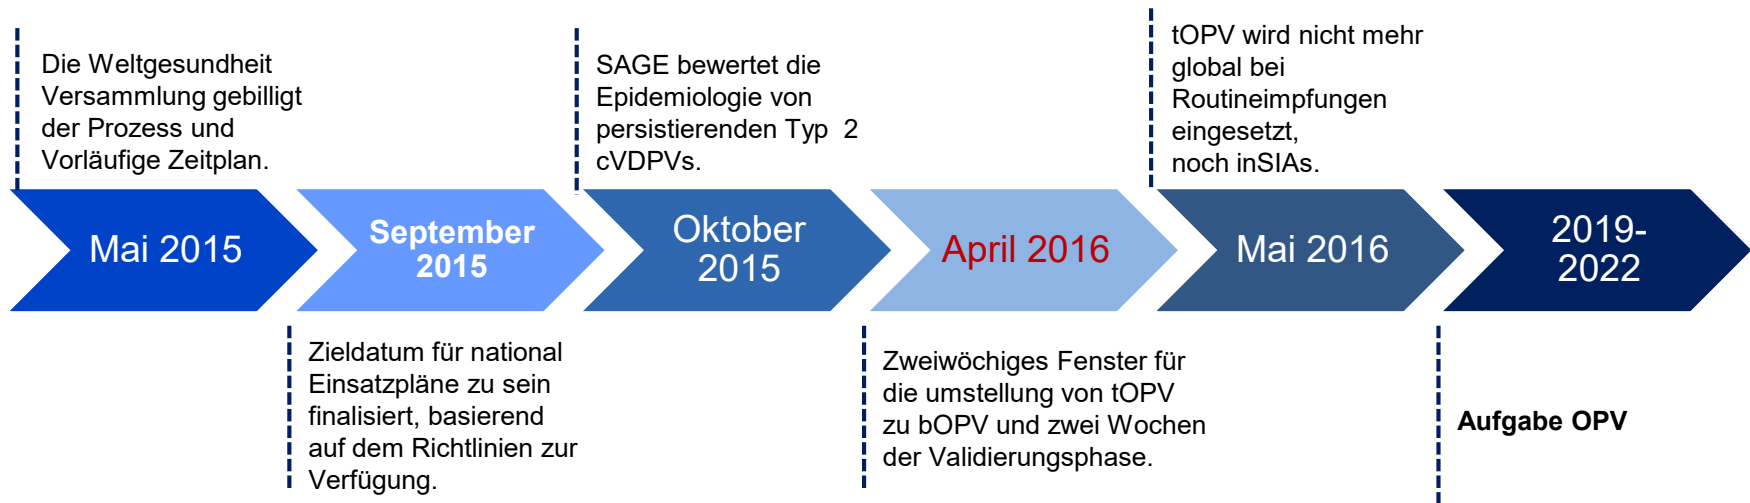 Die Weltgesundheit
Versammlung gebilligt
der Prozess und
Vorläufige Zeitplan.
Mai 2015
Zieldatum für national
Einsatzpläne zu sein
finalisiert, basierend
auf dem Richtlinien zur
Verfügung.
September
2015
SAGE bewertet die
Epidemiologie von
persistierenden Typ  2
cVDPVs.
Oktober
2015
Zweiwöchiges Fenster für
die umstellung von tOPV
zu bOPV und zwei Wochen
der Validierungsphase.
April 2016
tOPV wird nicht mehr
global bei
Routineimpfungen
eingesetzt,
noch inSIAs.
Mai 2016
2019-
2022
Aufgabe OPV